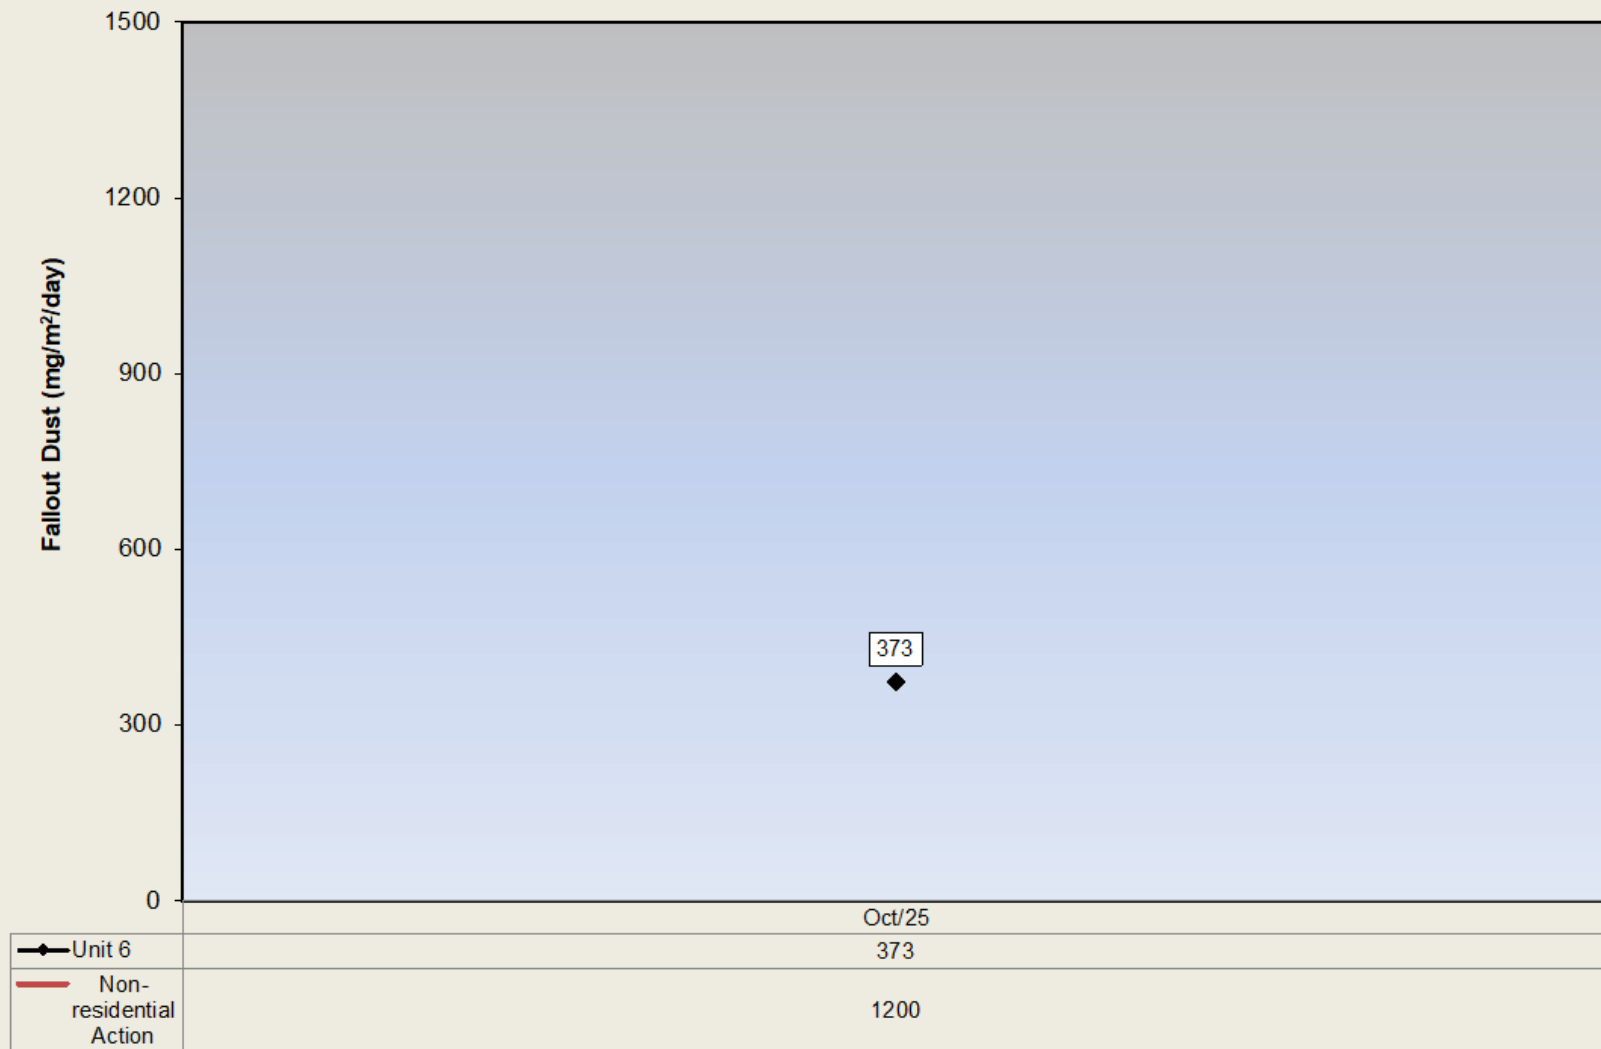 1500
1200
900
600
300
0
Fallout Dust (mg/m²/day)
373
Oct/25
Unit 6
373
Non-
residential
Action
1200